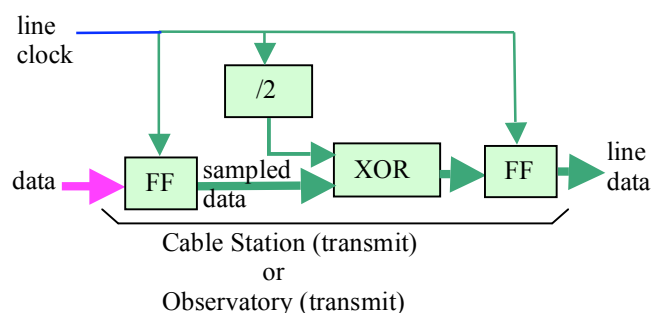 line
clock
/2
data
FF
sampled
data
XOR
FF
line
data
Cable Station (transmit)
or
Observatory (transmit)